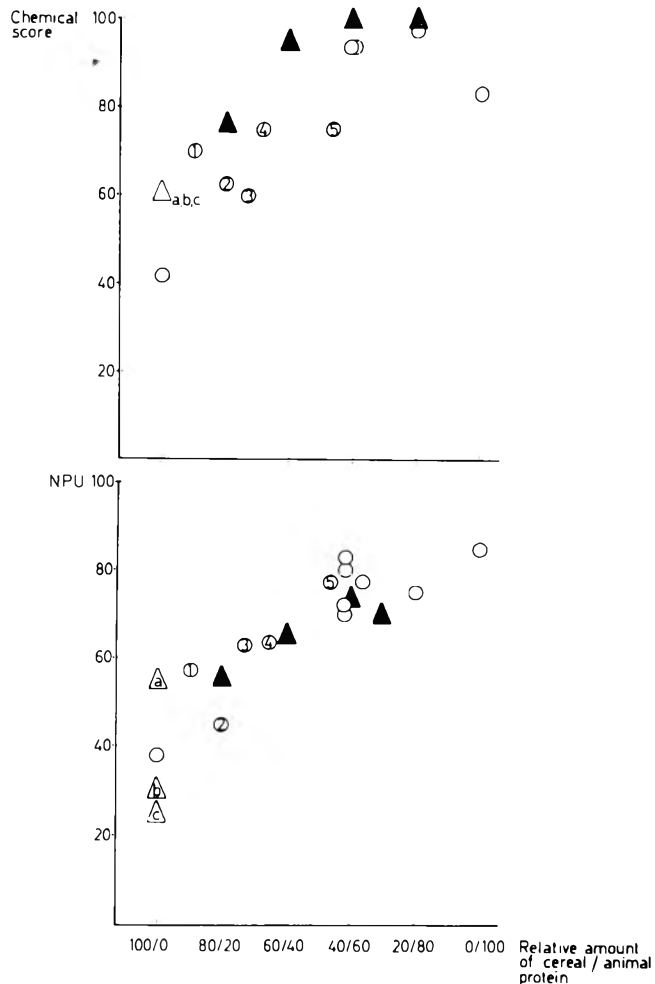 Chemical
score
100
80
60
40
20
1
2
3
4
5
a,b,c
NPU 100
80
60
40
20
a
b
c
1
2
3
4
5
100/0 80/20 60/40 40/60 20/80 0/100
Relative amount
of cereal / animal
protein